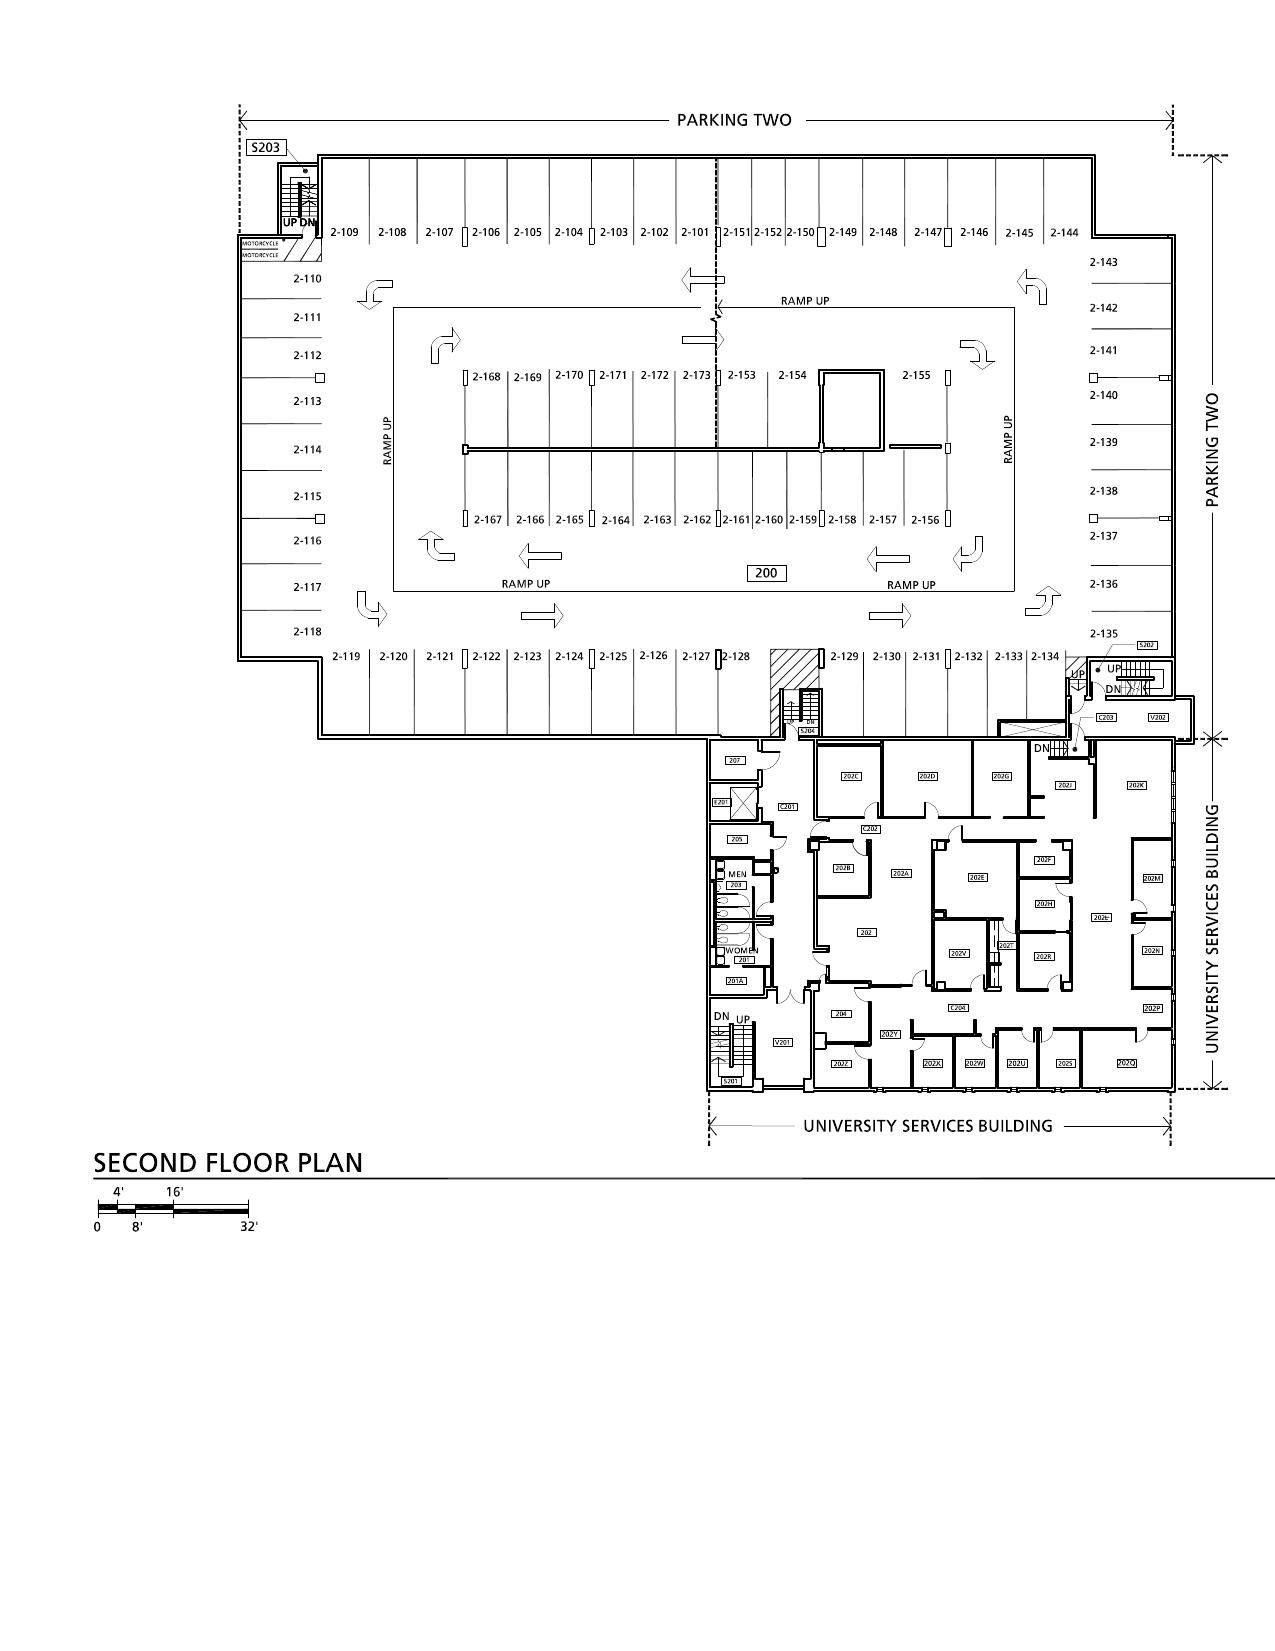 PARKING TWO
S203
UP DN
MOTORCYCLE
MOTORCYCLE
2-109 2-108 2-107 2-106 2-105 2-104 2-103 2-102 2-101 2-151 2-152 2-150 2-149 2-148 2-147 2-146 2-145 2-144
2-110
2-111
2-112
2-113
2-114
2-115
2-116
2-117
2-118
2-143
2-142
2-141
2-140
2-139
2-138
2-137
2-136
2-135
RAMP UP
RAMP UP
RAMP UP
2-168 2-169 2-170 2-171 2-172 2-173 2-153 2-154 2-155
2-167 2-166 2-165 2-164 2-163 2-162 2-161 2-160 2-159 2-158 2-157 2-156
200
RAMP UP
RAMP UP
2-119 2-120 2-121 2-122 2-123 2-124 2-125 2-126 2-127 2-128 2-129 2-130 2-131 2-132 2-133 2-134
PARKING TWO
S202
UP
UP
DN
C203
V202
UP DN
S204
DN
207
E201
C201
205
MEN
203
WOMEN
201
201A
DN UP
S201
V201
202C
202D
202G
202J
202K
C202
202B
202A
202E
202F
202H
202M
202
202L
202V
202T
202R
202N
204
C204
202P
202Y
202Z
202X
202W
202U
202S
202Q
UNIVERSITY SERVICES BUILDING
UNIVERSITY SERVICES BUILDING
SECOND FLOOR PLAN
4' 16'
0 8' 32'